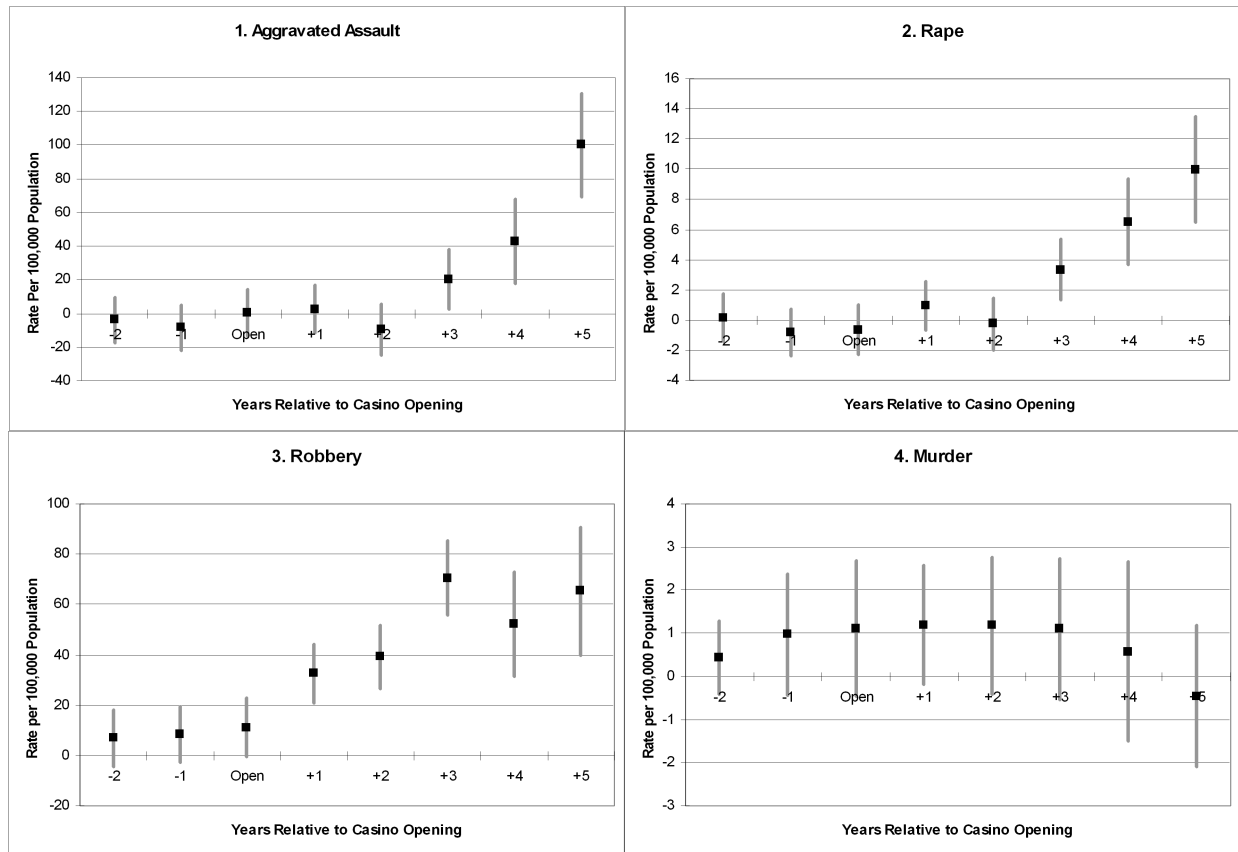 1. Aggravated Assault
Rate Per 100,000 Population
140
120
100
80
60
40
20
0
-20
-40
-2 -1 Open +1 +2 +3 +4 +5
Years Relative to Casino Opening
2. Rape
Rate per 100,000 Population
16
14
12
10
8
6
4
2
0
-2
-4
-2 -1 Open +1 +2 +3 +4 +5
Years Relative to Casino Opening
3. Robbery
Rate per 100,000 Population
100
80
60
40
20
0
-20
-2 -1 Open +1 +2 +3 +4 +5
Years Relative to Casino Opening
4. Murder
Rate per 100,000 Population
4
3
2
1
0
-1
-2
-3
-2 -1 Open +1 +2 +3 +4 +5
Years Relative to Casino Opening